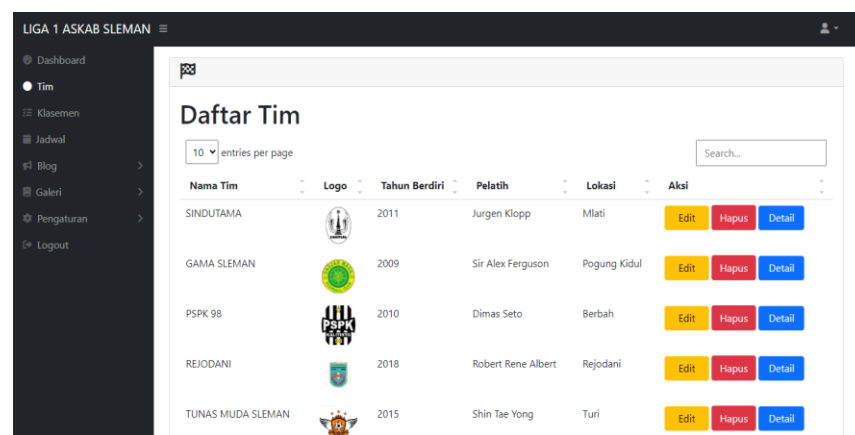 LIGA 1 ASKAB SLEMAN
Dashboard
Tim
Klasemen
Jadwal
Blog
Galeri
Pengaturan
Logout
Daftar Tim
10 entries per page
Search...
Nama Tim Logo Tahun Berdiri Pelatih Lokasi Aksi
SINDUTAMA 2011 Jurgen Klopp Mlati Edit Hapus Detail
GAMA SLEMAN 2009 Sir Alex Ferguson Pogung Kidul Edit Hapus Detail
PSPK 98 PSPK 2010 Dimas Seto Berbah Edit Hapus Detail
REJODANI 2018 Robert Rene Albert Rejodani Edit Hapus Detail
TUNAS MUDA SLEMAN 2015 Shin Tae Yong Turi Edit Hapus Detail